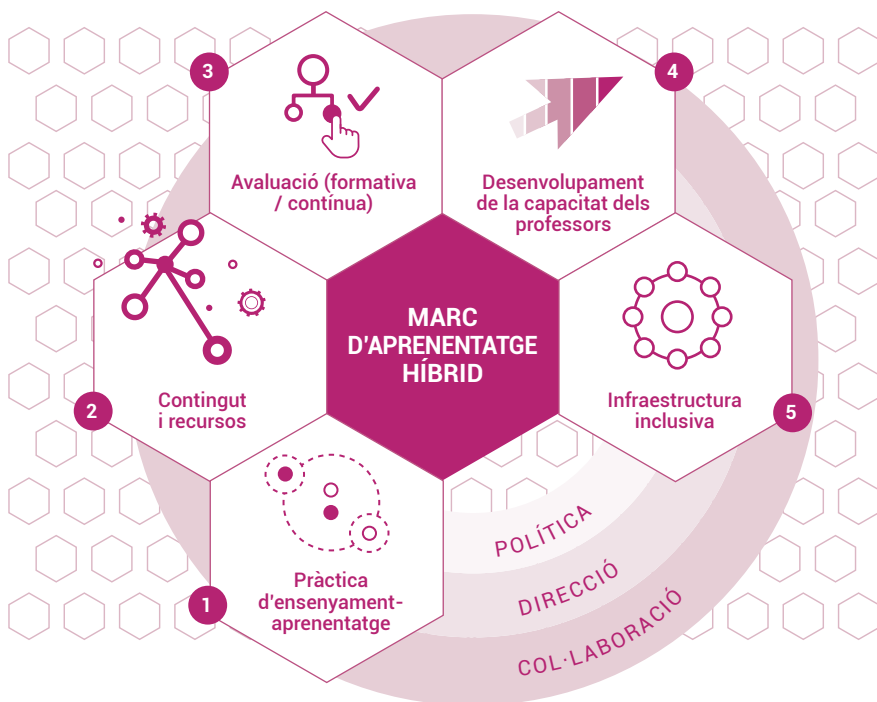 3
4
Avaluació (formativa
/ contínua)
Desenvolupament
de la capacitat dels
professors
MARC
D'APRENENTATGE
HÍBRID
2
Contingut
i recursos
Infraestructura
inclusiva
5
1
Pràctica
d'ensenyament-
aprenentatge
POLÍTICA
DIRECCIÓ
COL·LABORACIÓ